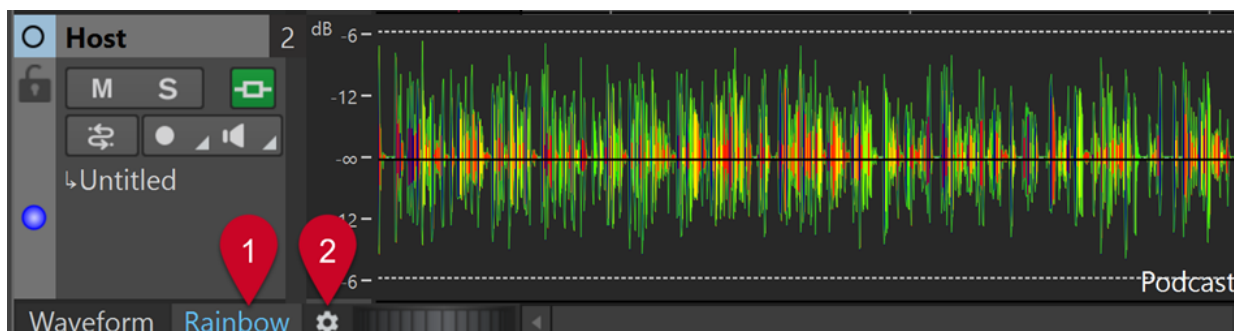 Host 2
dB -6
-12
-∞
12
-6
M S
↳Untitled
Podcast
1 2
Waveform Rainbow